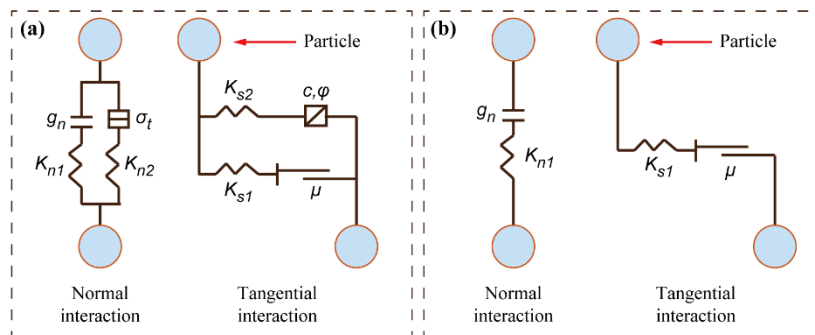 (a)
Particle
g_n
σ_t
K_n1
K_n2
K_s2
c,φ
K_s1
μ
Normal
interaction
Tangential
interaction
(b)
Particle
g_n
K_n1
K_s1
μ
Normal
interaction
Tangential
interaction